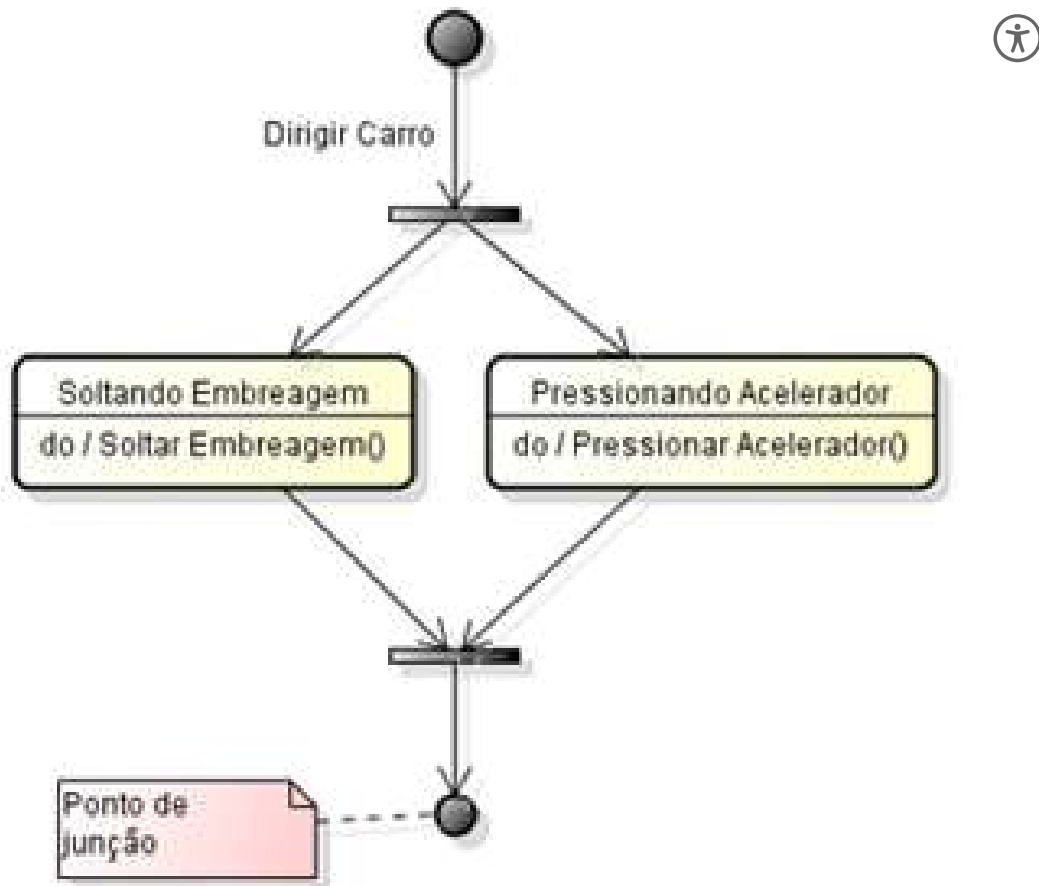 Dirigir Carro
Soltando Embreagem
do / Soltar Embreagem()
Pressionando Acelerador
do / Pressionar Acelerador()
Ponto de
junção